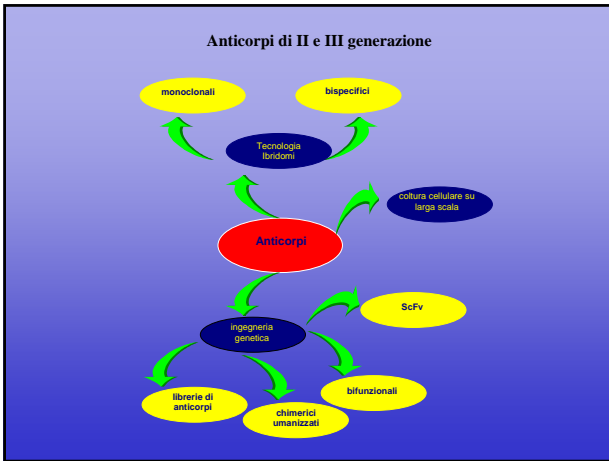 Anticorpi di II e III generazione
monoclonali
bispecifici
Tecnologia
Ibridomi
coltura cellulare su
larga scala
Anticorpi
ScFv
ingegneria
genetica
bifunzionali
librerie di
anticorpi
chimerici
umanizzati